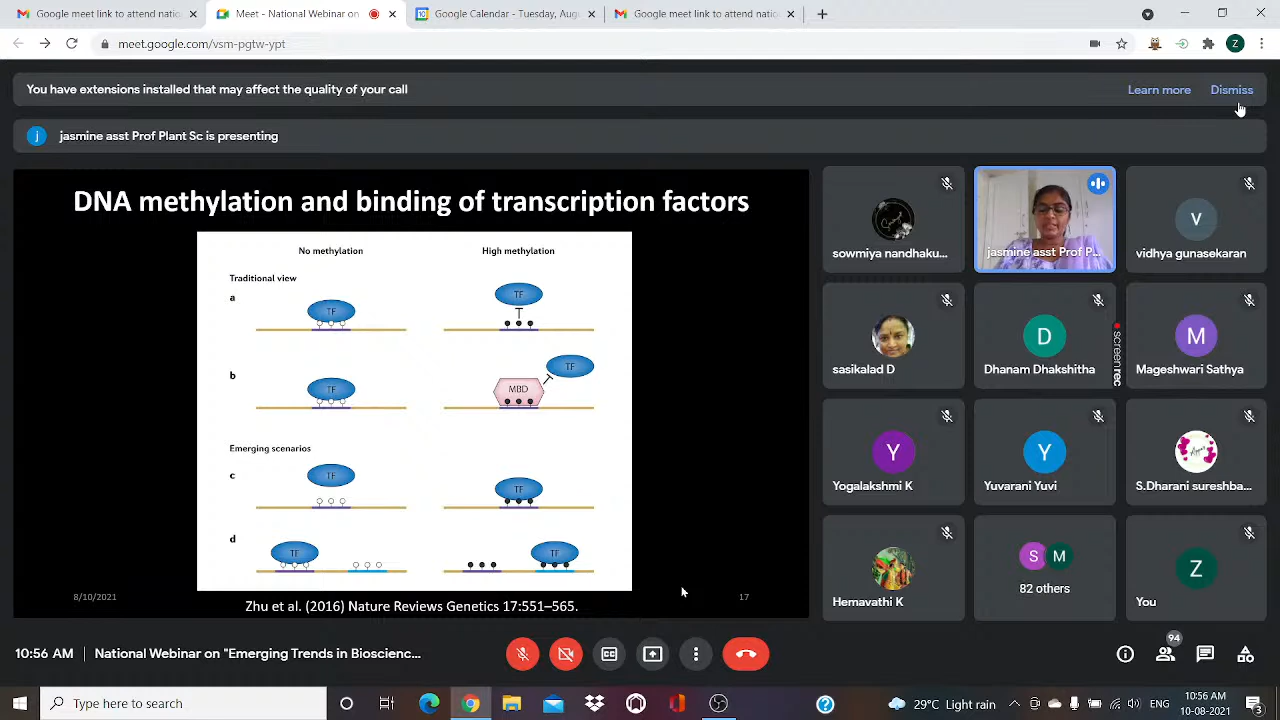 Google meet link to attend natic
Meet - National Webinar on
Google Calendar - Tuesday, Aug
Google meet link to attend natic
meet.google.com/vsm-pgtw-ypt
Z
You have extensions installed that may affect the quality of your call
Learn more
Dismiss
j
jasmine asst Prof Plant Sc is presenting
DNA methylation and binding of transcription factors
No methylation
High methylation
Traditional view
a
TF
TF
b
TF
MBD
TF
Emerging scenarios
c
TF
TF
d
TF
TF
8/10/2021
17
Zhu et al. (2016) Nature Reviews Genetics 17:551–565.
sowmiya nandhaku...
jasmine asst Prof P...
V
vidhya gunasekaran
sasikalad D
D
Dhanam Dhakshitha
M
Mageshwari Sathya
screenrec
Y
Yogalakshmi K
Y
Yuvarani Yuvi
S.Dharani sureshba...
Hemavathi K
S
M
82 others
Z
You
10:56 AM
National Webinar on "Emerging Trends in Bioscienc...
94
Type here to search
29°C Light rain
10:56 AM
10-08-2021